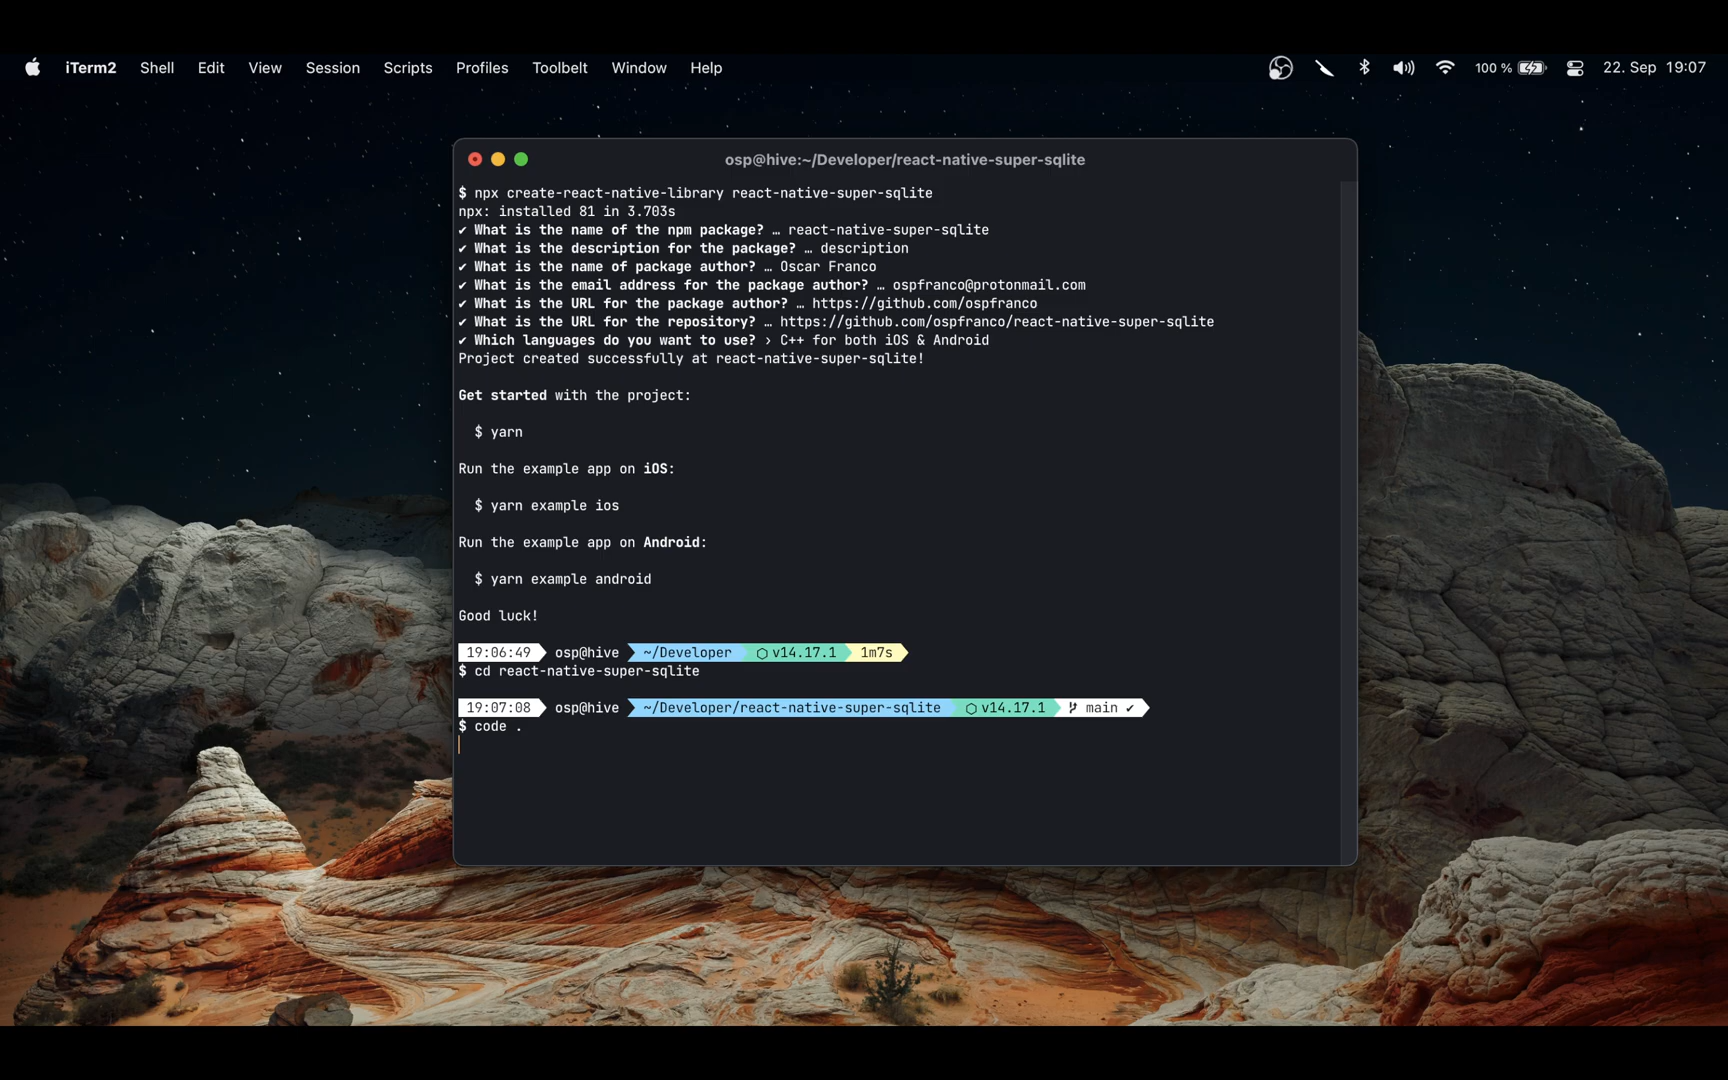 iTerm2 Shell Edit View Session Scripts Profiles Toolbelt Window Help 100 % 22. Sep 19:07
osp@hive:~/Developer/react-native-super-sqlite
$ npx create-react-native-library react-native-super-sqlite
npx: installed 81 in 3.703s
✔ What is the name of the npm package? … react-native-super-sqlite
✔ What is the description for the package? … description
✔ What is the name of package author? … Oscar Franco
✔ What is the email address for the package author? … ospfranco@protonmail.com
✔ What is the URL for the package author? … https://github.com/ospfranco
✔ What is the URL for the repository? … https://github.com/ospfranco/react-native-super-sqlite
✔ Which languages do you want to use? › C++ for both iOS & Android
Project created successfully at react-native-super-sqlite!
Get started with the project:
$ yarn
Run the example app on iOS:
$ yarn example ios
Run the example app on Android:
$ yarn example android
Good luck!
19:06:49 osp@hive ~/Developer ⬡ v14.17.1 1m7s
$ cd react-native-super-sqlite
19:07:08 osp@hive ~/Developer/react-native-super-sqlite ⬡ v14.17.1 main ✔
$ code .